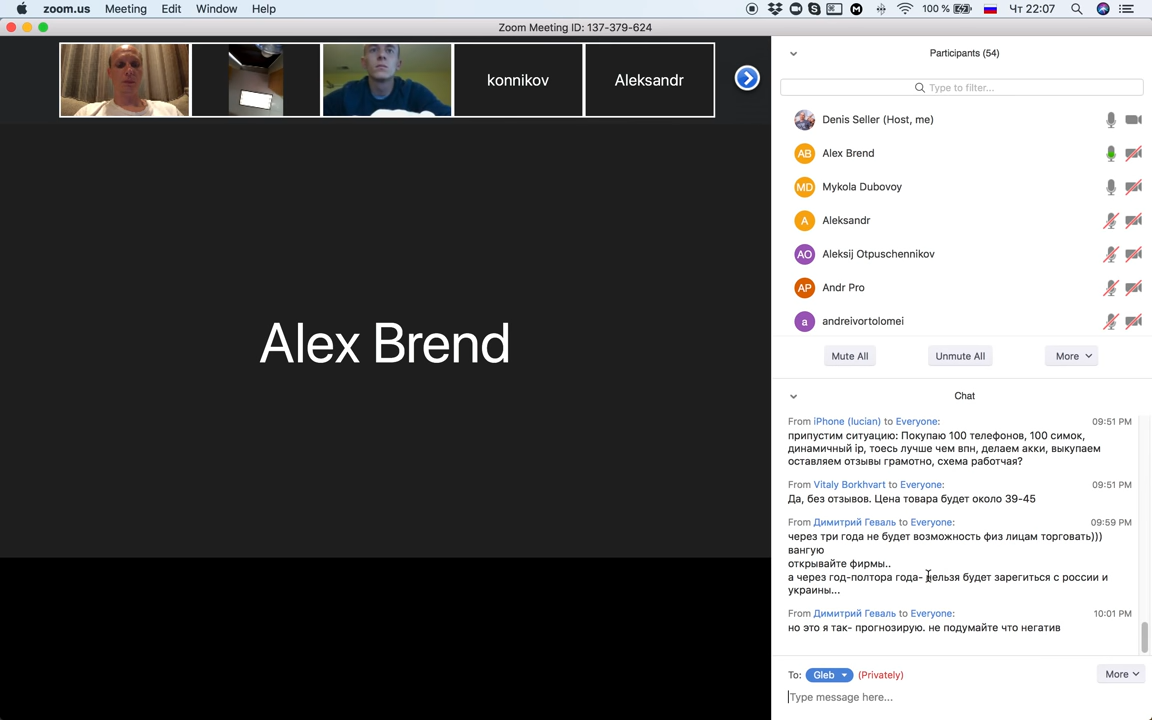 zoom.us Meeting Edit Window Help 100 % Чт 22:07
Zoom Meeting ID: 137-379-624
konnikov
Aleksandr
Alex Brend
Participants (54)
Type to filter...
Denis Seller (Host, me)
AB Alex Brend
MD Mykola Dubovoy
A Aleksandr
AO Aleksij Otpuschennikov
AP Andr Pro
a andreivortolomei
Mute All Unmute All More
Chat
From iPhone (lucian) to Everyone: 09:51 PM
припустим ситуацию: Покупаю 100 телефонов, 100 симок,
динамичный ip, тоесь лучше чем впн, делаем акки, выкупаем
оставляем отзывы грамотно, схема работчая?
From Vitaly Borkhvart to Everyone: 09:51 PM
Да, без отзывов. Цена товара будет около 39-45
From Димитрий Геваль to Everyone: 09:59 PM
через три года не будет возможность физ лицам торговать)))
вангую
открывайте фирмы..
а через год-полтора года- нельзя будет зарегиться с россии и
украины...
From Димитрий Геваль to Everyone: 10:01 PM
но это я так- прогнозирую. не подумайте что негатив
To: Gleb (Privately) More
Type message here...